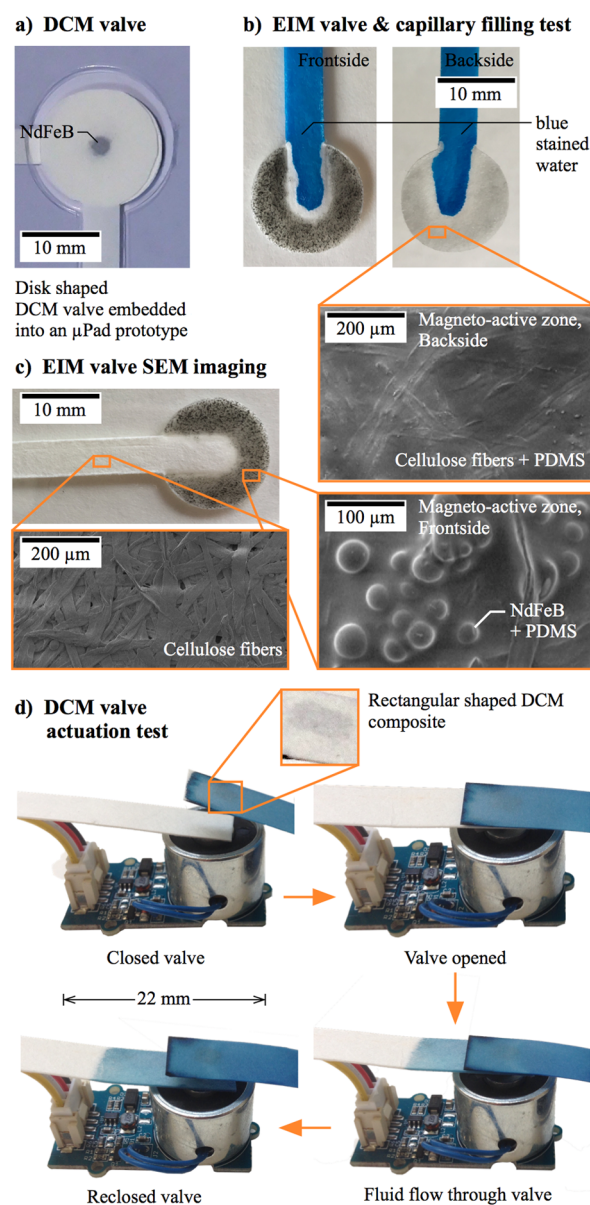 a) DCM valve
NdFeB
10 mm
Disk shaped
DCM valve embedded
into an µPad prototype
b) EIM valve & capillary filling test
Frontside
Backside
10 mm
blue
stained
water
200 µm
Magneto-active zone,
Backside
Cellulose fibers + PDMS
c) EIM valve SEM imaging
10 mm
200 µm
Cellulose fibers
100 µm
Magneto-active zone,
Frontside
NdFeB
+ PDMS
d) DCM valve
actuation test
Rectangular shaped DCM
composite
Closed valve
Valve opened
22 mm
Reclosed valve
Fluid flow through valve